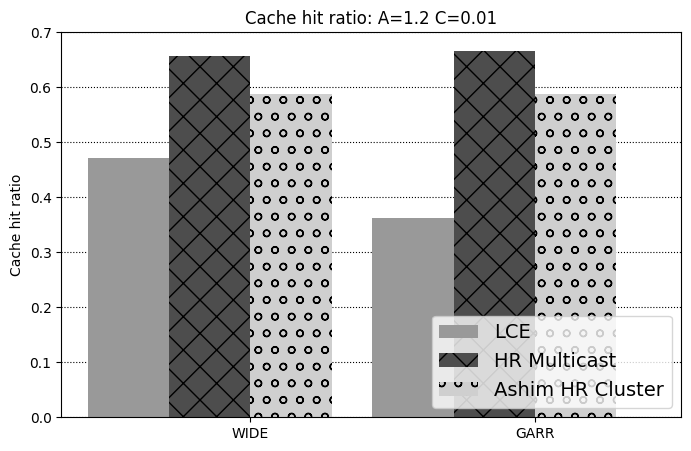 Cache hit ratio: A=1.2 C=0.01
Cache hit ratio
0.7
0.6
0.5
0.4
0.3
0.2
0.1
0.0
LCE
HR Multicast
Ashim HR Cluster
WIDE
GARR